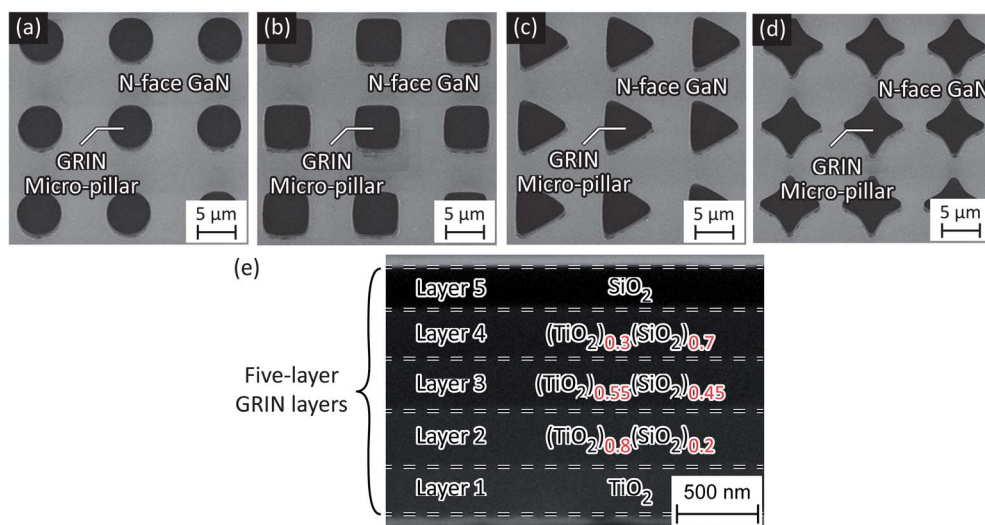 (a)
N-face GaN
GRIN
Micro-pillar
5 μm
(b)
N-face GaN
GRIN
Micro-pillar
5 μm
(c)
N-face GaN
GRIN
Micro-pillar
5 μm
(d)
N-face GaN
GRIN
Micro-pillar
5 μm
(e)
Five-layer
GRIN layers
Layer 5 SiO₂
Layer 4 (TiO₂)₀.₃(SiO₂)₀.₇
Layer 3 (TiO₂)₀.₅₅(SiO₂)₀.₄₅
Layer 2 (TiO₂)₀.₈(SiO₂)₀.₂
Layer 1 TiO₂
500 nm